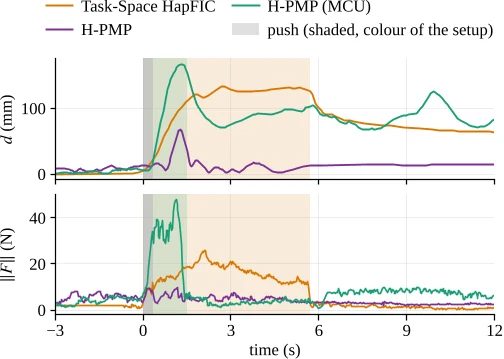 Task-Space HapFIC
H-PMP (MCU)
H-PMP
push (shaded, colour of the setup)
d (mm)
100
0
||F|| (N)
40
20
0
−3 0 3 6 9 12
time (s)